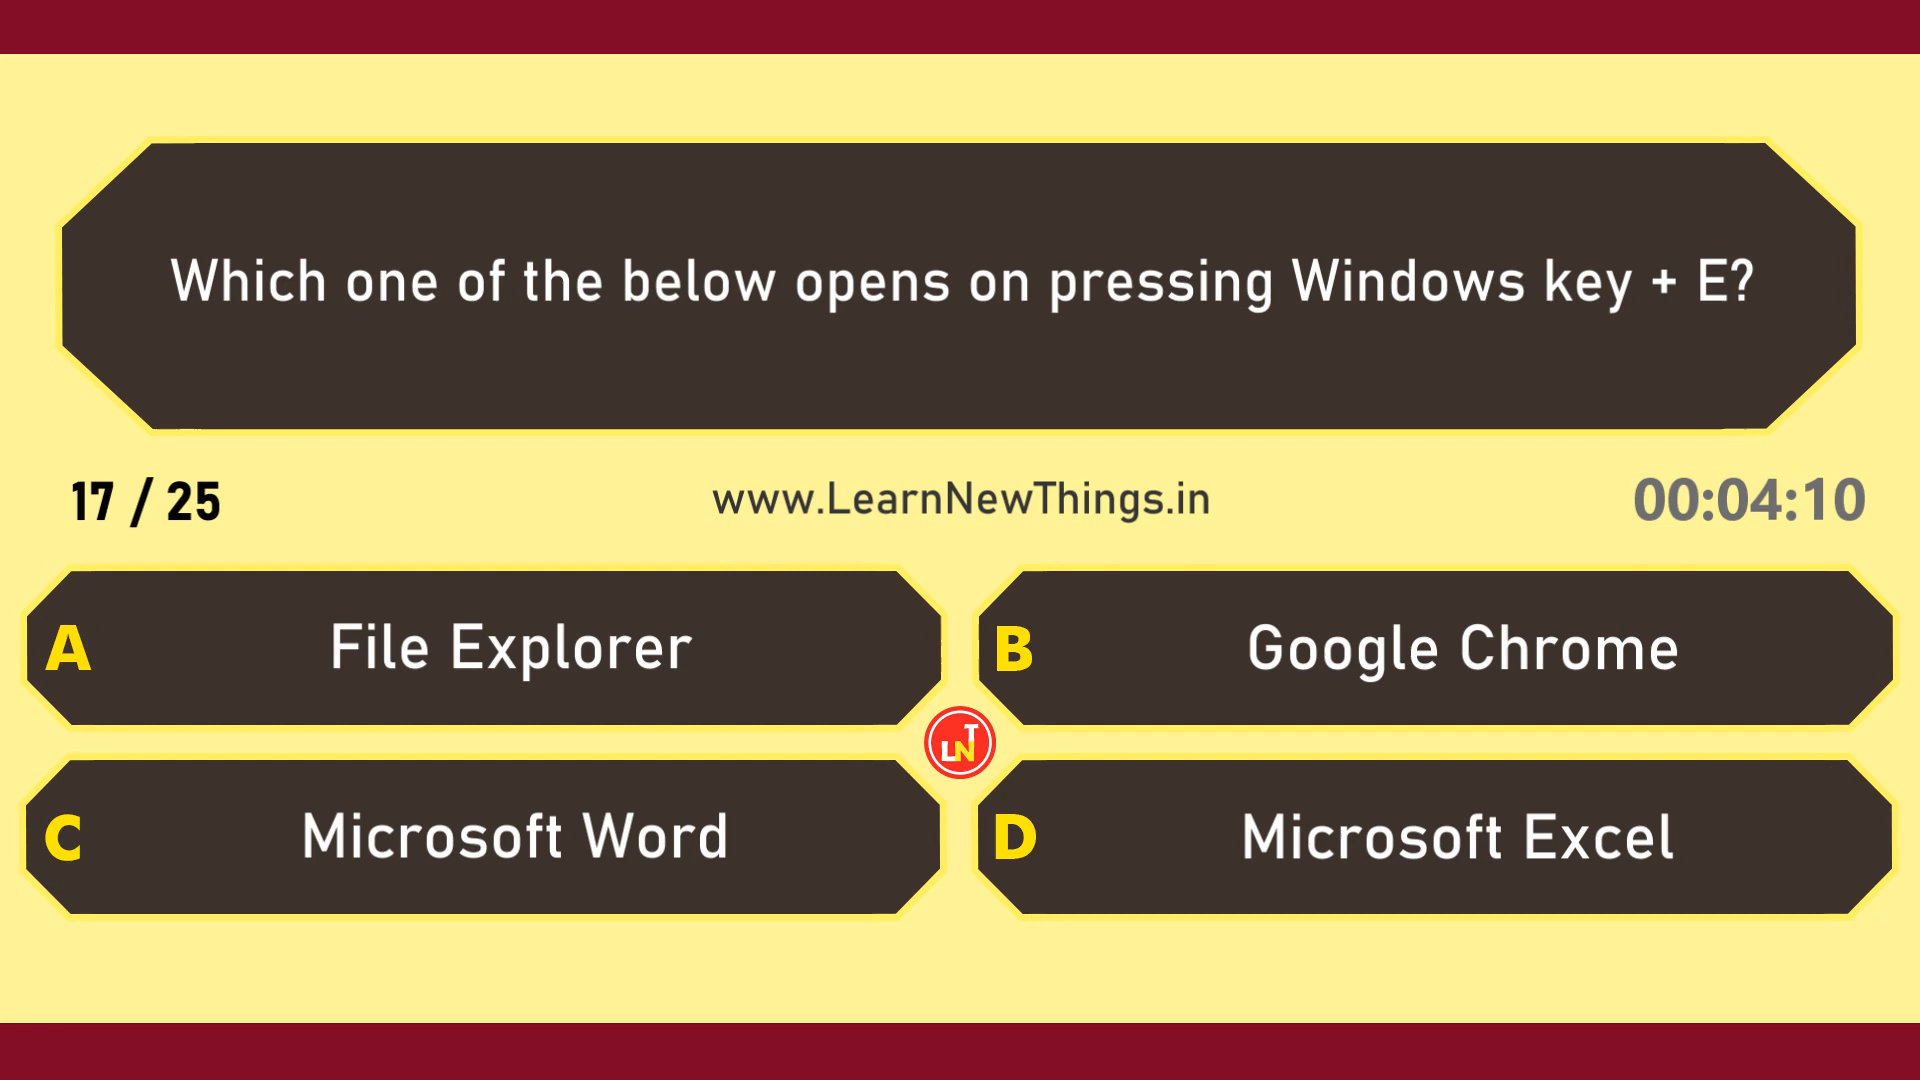 Which one of the below opens on pressing Windows key + E?
17 / 25
www.LearnNewThings.in
00:04:10
A File Explorer
B Google Chrome
LNT
C Microsoft Word
D Microsoft Excel